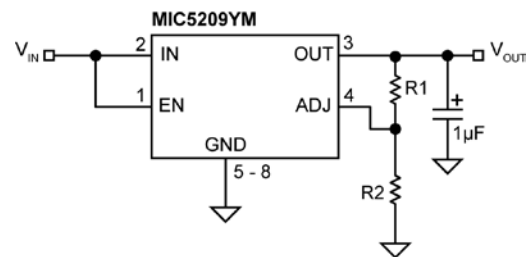 MIC5209YM
VIN
2
IN
OUT
3
VOUT
1
EN
ADJ
4
R1
+
1µF
GND
5 - 8
R2